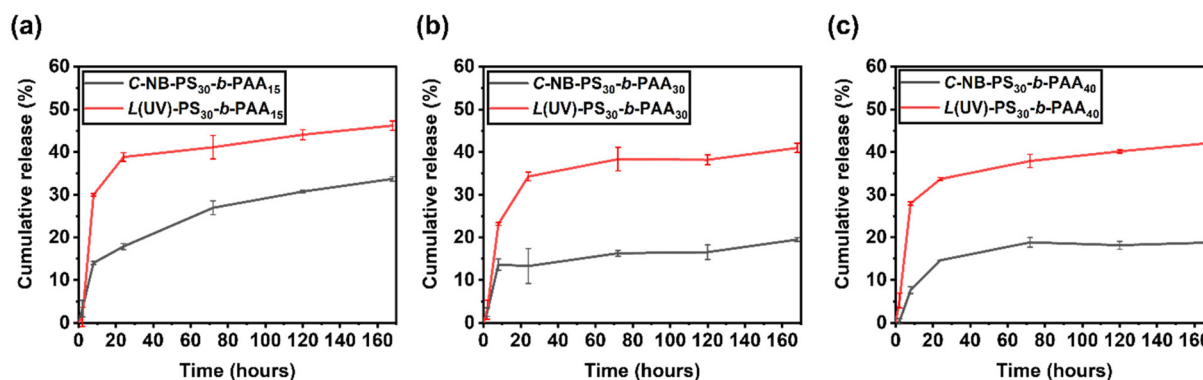 (a)
Cumulative release (%)
60
50
40
30
20
10
0
C-NB-PS30-b-PAA15
L(UV)-PS30-b-PAA15
0 20 40 60 80 100 120 140 160
Time (hours)
(b)
Cumulative release (%)
60
50
40
30
20
10
0
C-NB-PS30-b-PAA30
L(UV)-PS30-b-PAA30
0 20 40 60 80 100 120 140 160
Time (hours)
(c)
Cumulative release (%)
60
50
40
30
20
10
0
C-NB-PS30-b-PAA40
L(UV)-PS30-b-PAA40
0 20 40 60 80 100 120 140 160
Time (hours)